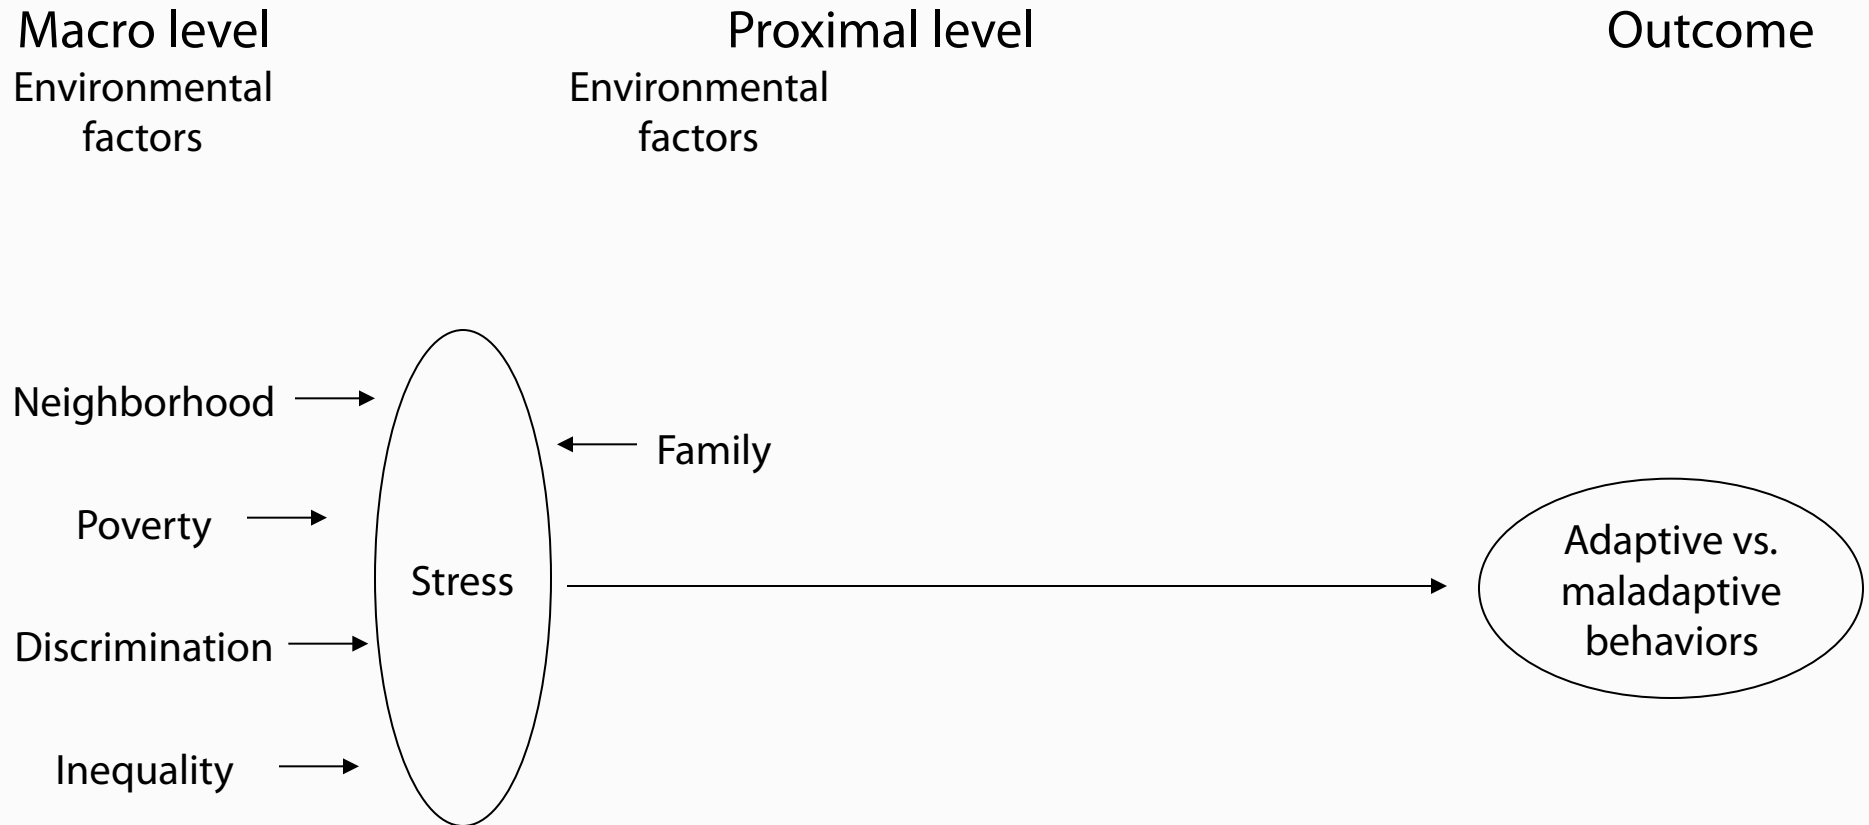 Macro level
Proximal level
Outcome
Environmental
factors
Environmental
factors
Neighborhood
Family
Poverty
Stress
Discrimination
Inequality
Adaptive vs.
maladaptive
behaviors